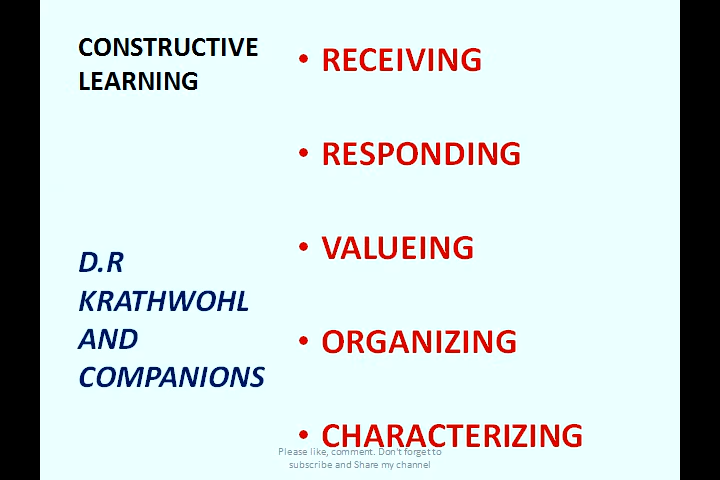 CONSTRUCTIVE
LEARNING
D.R
KRATHWOHL
AND
COMPANIONS
• RECEIVING
• RESPONDING
• VALUEING
• ORGANIZING
• CHARACTERIZING
Please like, comment. Don't forget to
subscribe and Share my channel